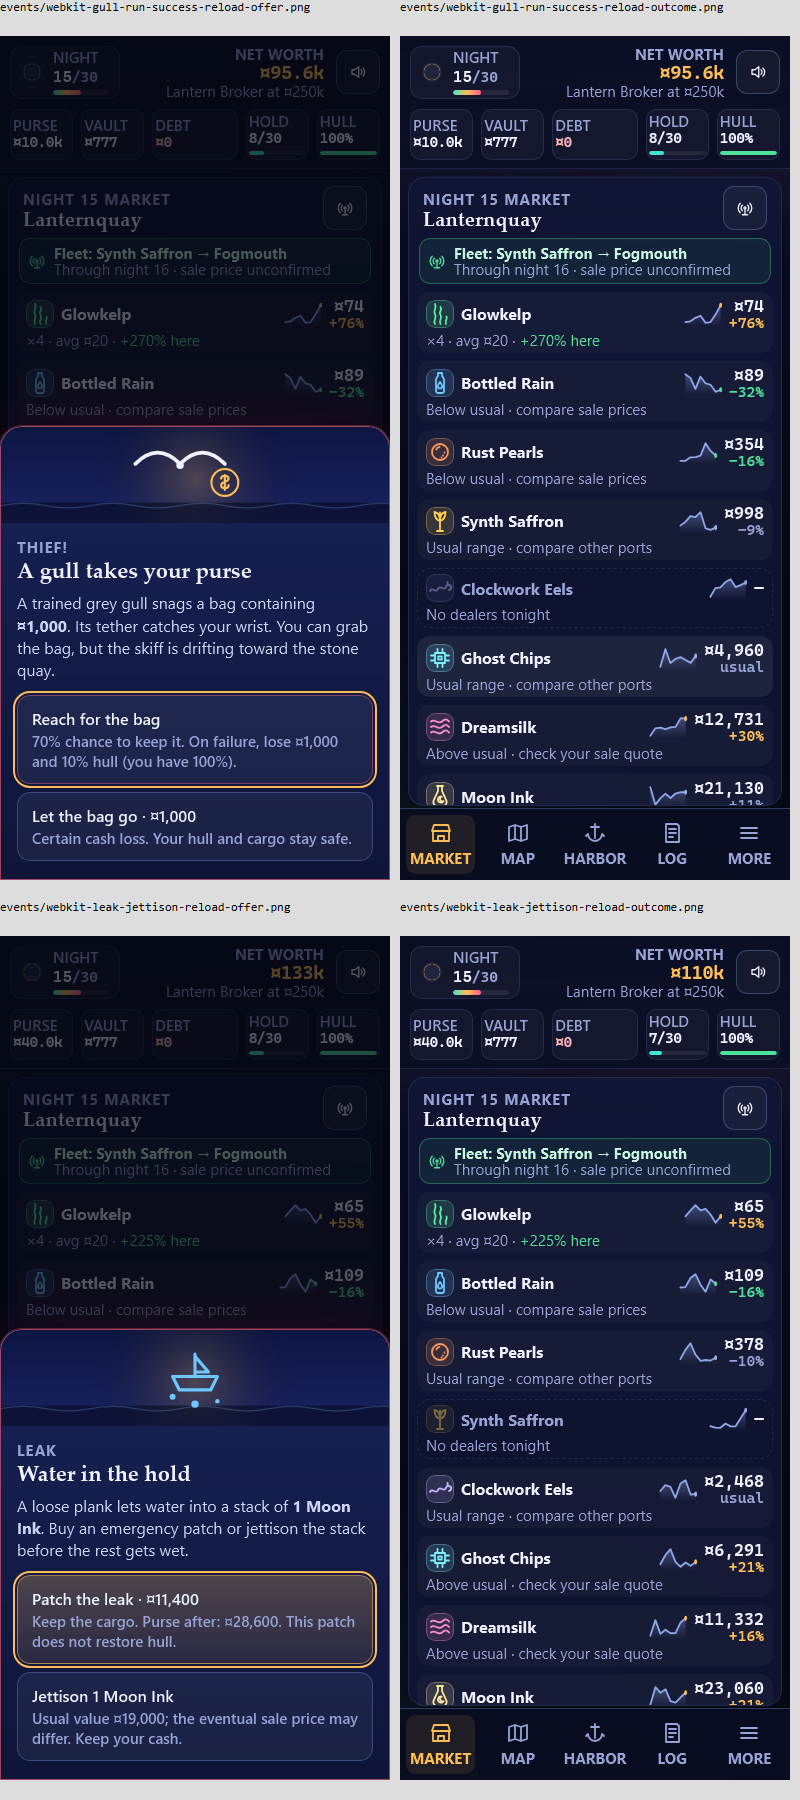 events/webkit-gull-run-success-reload-offer.png
NIGHT
15/30
NET WORTH
¤95.6k
Lantern Broker at ¤250k
PURSE
¤10.0k
VAULT
¤777
DEBT
¤0
HOLD
8/30
HULL
100%
NIGHT 15 MARKET
Lanternquay
Fleet: Synth Saffron → Fogmouth
Through night 16 · sale price unconfirmed
Glowkelp
¤74
+76%
×4 · avg ¤20 · +270% here
Bottled Rain
¤89
−32%
Below usual · compare sale prices
THIEF!
A gull takes your purse
A trained grey gull snags a bag containing
¤1,000. Its tether catches your wrist. You can grab
the bag, but the skiff is drifting toward the stone
quay.
Reach for the bag
70% chance to keep it. On failure, lose ¤1,000
and 10% hull (you have 100%).
Let the bag go · ¤1,000
Certain cash loss. Your hull and cargo stay safe.
events/webkit-gull-run-success-reload-outcome.png
NIGHT
15/30
NET WORTH
¤95.6k
Lantern Broker at ¤250k
PURSE
¤10.0k
VAULT
¤777
DEBT
¤0
HOLD
8/30
HULL
100%
NIGHT 15 MARKET
Lanternquay
Fleet: Synth Saffron → Fogmouth
Through night 16 · sale price unconfirmed
Glowkelp
¤74
+76%
×4 · avg ¤20 · +270% here
Bottled Rain
¤89
−32%
Below usual · compare sale prices
Rust Pearls
¤354
−16%
Below usual · compare sale prices
Synth Saffron
¤998
−9%
Usual range · compare other ports
Clockwork Eels
—
No dealers tonight
Ghost Chips
¤4,960
usual
Usual range · compare other ports
Dreamsilk
¤12,731
+30%
Above usual · check your sale quote
Moon Ink
¤21,130
+11%
MARKET
MAP
HARBOR
LOG
MORE
events/webkit-leak-jettison-reload-offer.png
NIGHT
15/30
NET WORTH
¤133k
Lantern Broker at ¤250k
PURSE
¤40.0k
VAULT
¤777
DEBT
¤0
HOLD
8/30
HULL
100%
NIGHT 15 MARKET
Lanternquay
Fleet: Synth Saffron → Fogmouth
Through night 16 · sale price unconfirmed
Glowkelp
¤65
+55%
×4 · avg ¤20 · +225% here
Bottled Rain
¤109
−16%
Below usual · compare sale prices
LEAK
Water in the hold
A loose plank lets water into a stack of 1 Moon
Ink. Buy an emergency patch or jettison the stack
before the rest gets wet.
Patch the leak · ¤11,400
Keep the cargo. Purse after: ¤28,600. This patch
does not restore hull.
Jettison 1 Moon Ink
Usual value ¤19,000; the eventual sale price may
differ. Keep your cash.
events/webkit-leak-jettison-reload-outcome.png
NIGHT
15/30
NET WORTH
¤110k
Lantern Broker at ¤250k
PURSE
¤40.0k
VAULT
¤777
DEBT
¤0
HOLD
7/30
HULL
100%
NIGHT 15 MARKET
Lanternquay
Fleet: Synth Saffron → Fogmouth
Through night 16 · sale price unconfirmed
Glowkelp
¤65
+55%
×4 · avg ¤20 · +225% here
Bottled Rain
¤109
−16%
Below usual · compare sale prices
Rust Pearls
¤378
−10%
Usual range · compare other ports
Synth Saffron
—
No dealers tonight
Clockwork Eels
¤2,468
usual
Usual range · compare other ports
Ghost Chips
¤6,291
+21%
Above usual · check your sale quote
Dreamsilk
¤11,332
+16%
Above usual · check your sale quote
Moon Ink
¤23,060
+21%
MARKET
MAP
HARBOR
LOG
MORE